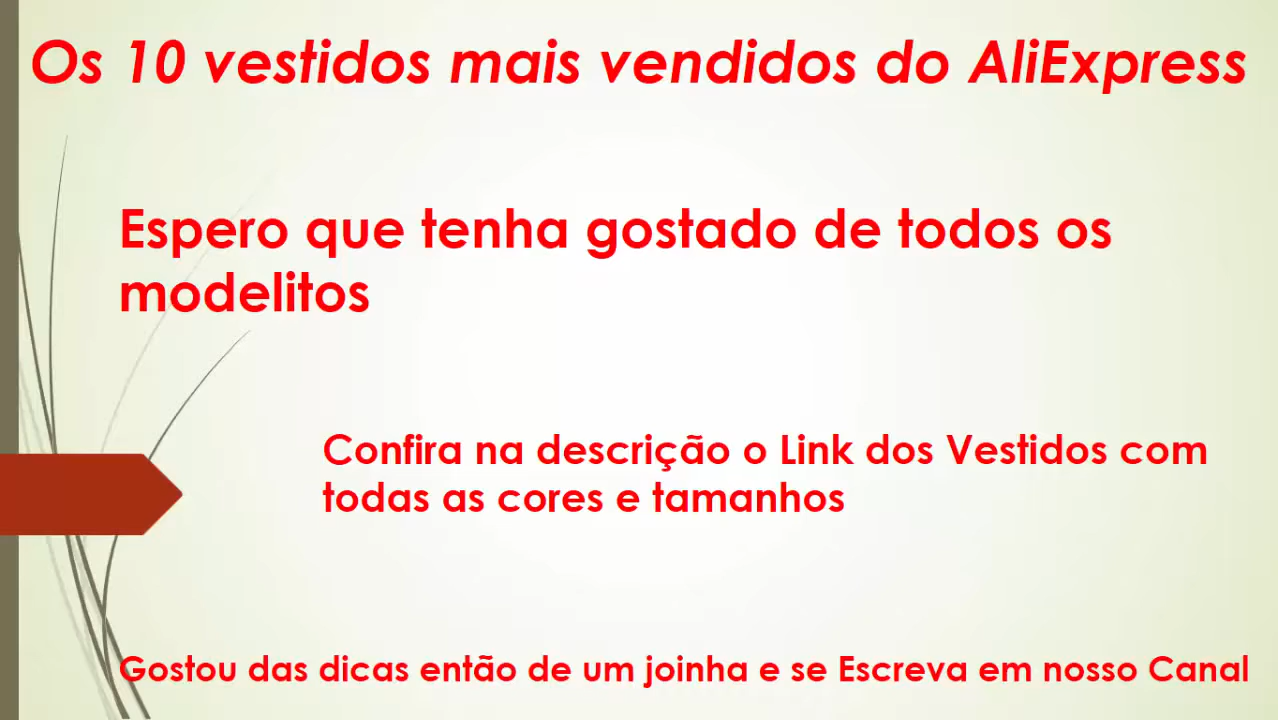 Os 10 vestidos mais vendidos do AliExpress
Espero que tenha gostado de todos os
modelitos
Confira na descrição o Link dos Vestidos com
todas as cores e tamanhos
Gostou das dicas então de um joinha e se Escreva em nosso Canal